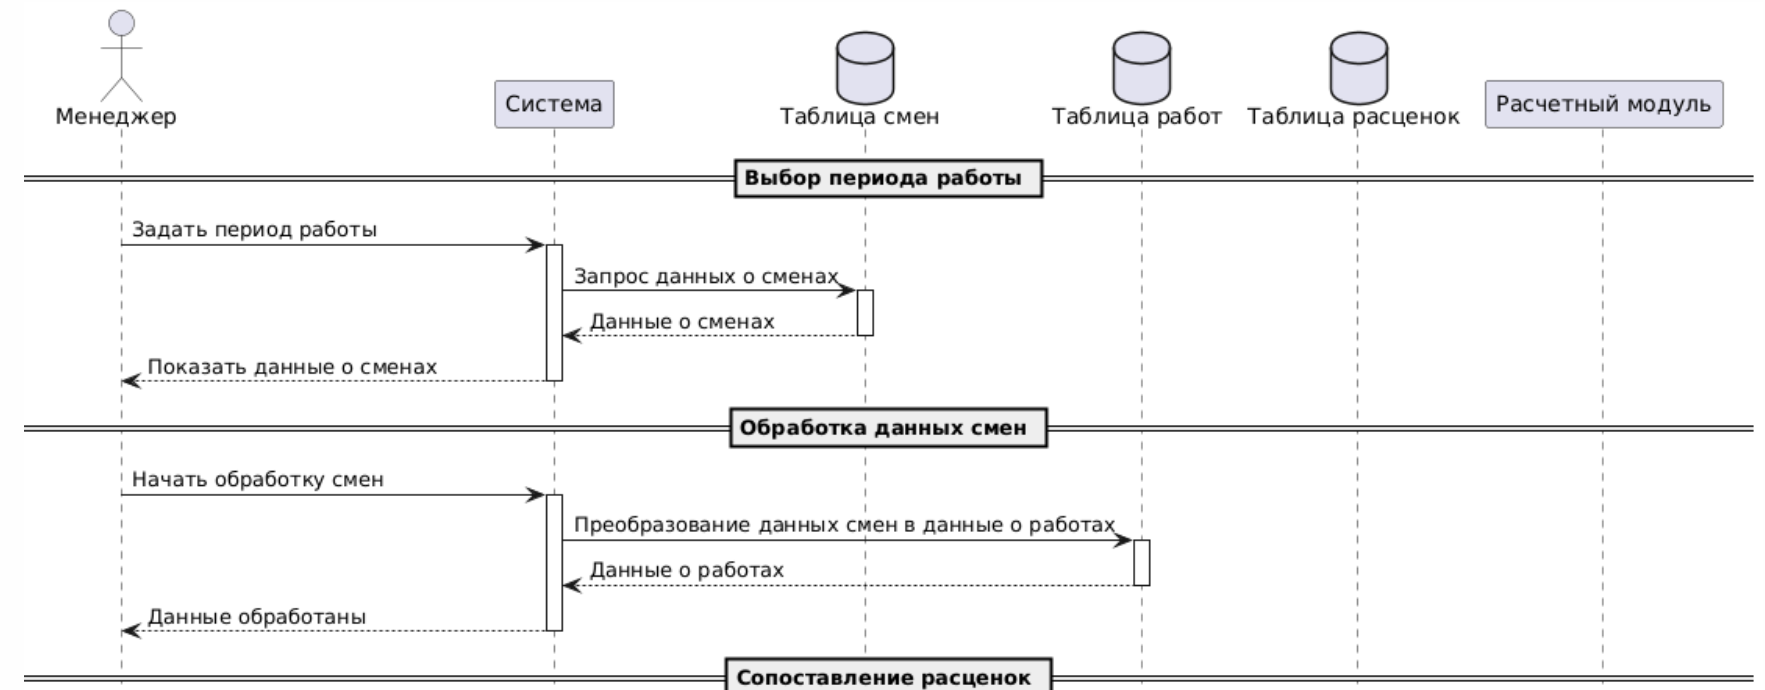 Менеджер
Система
Таблица смен
Таблица работ
Таблица расценок
Расчетный модуль
Выбор периода работы
Задать период работы
Запрос данных о сменах
Данные о сменах
Показать данные о сменах
Обработка данных смен
Начать обработку смен
Преобразование данных смен в данные о работах
Данные о работах
Данные обработаны
Сопоставление расценок